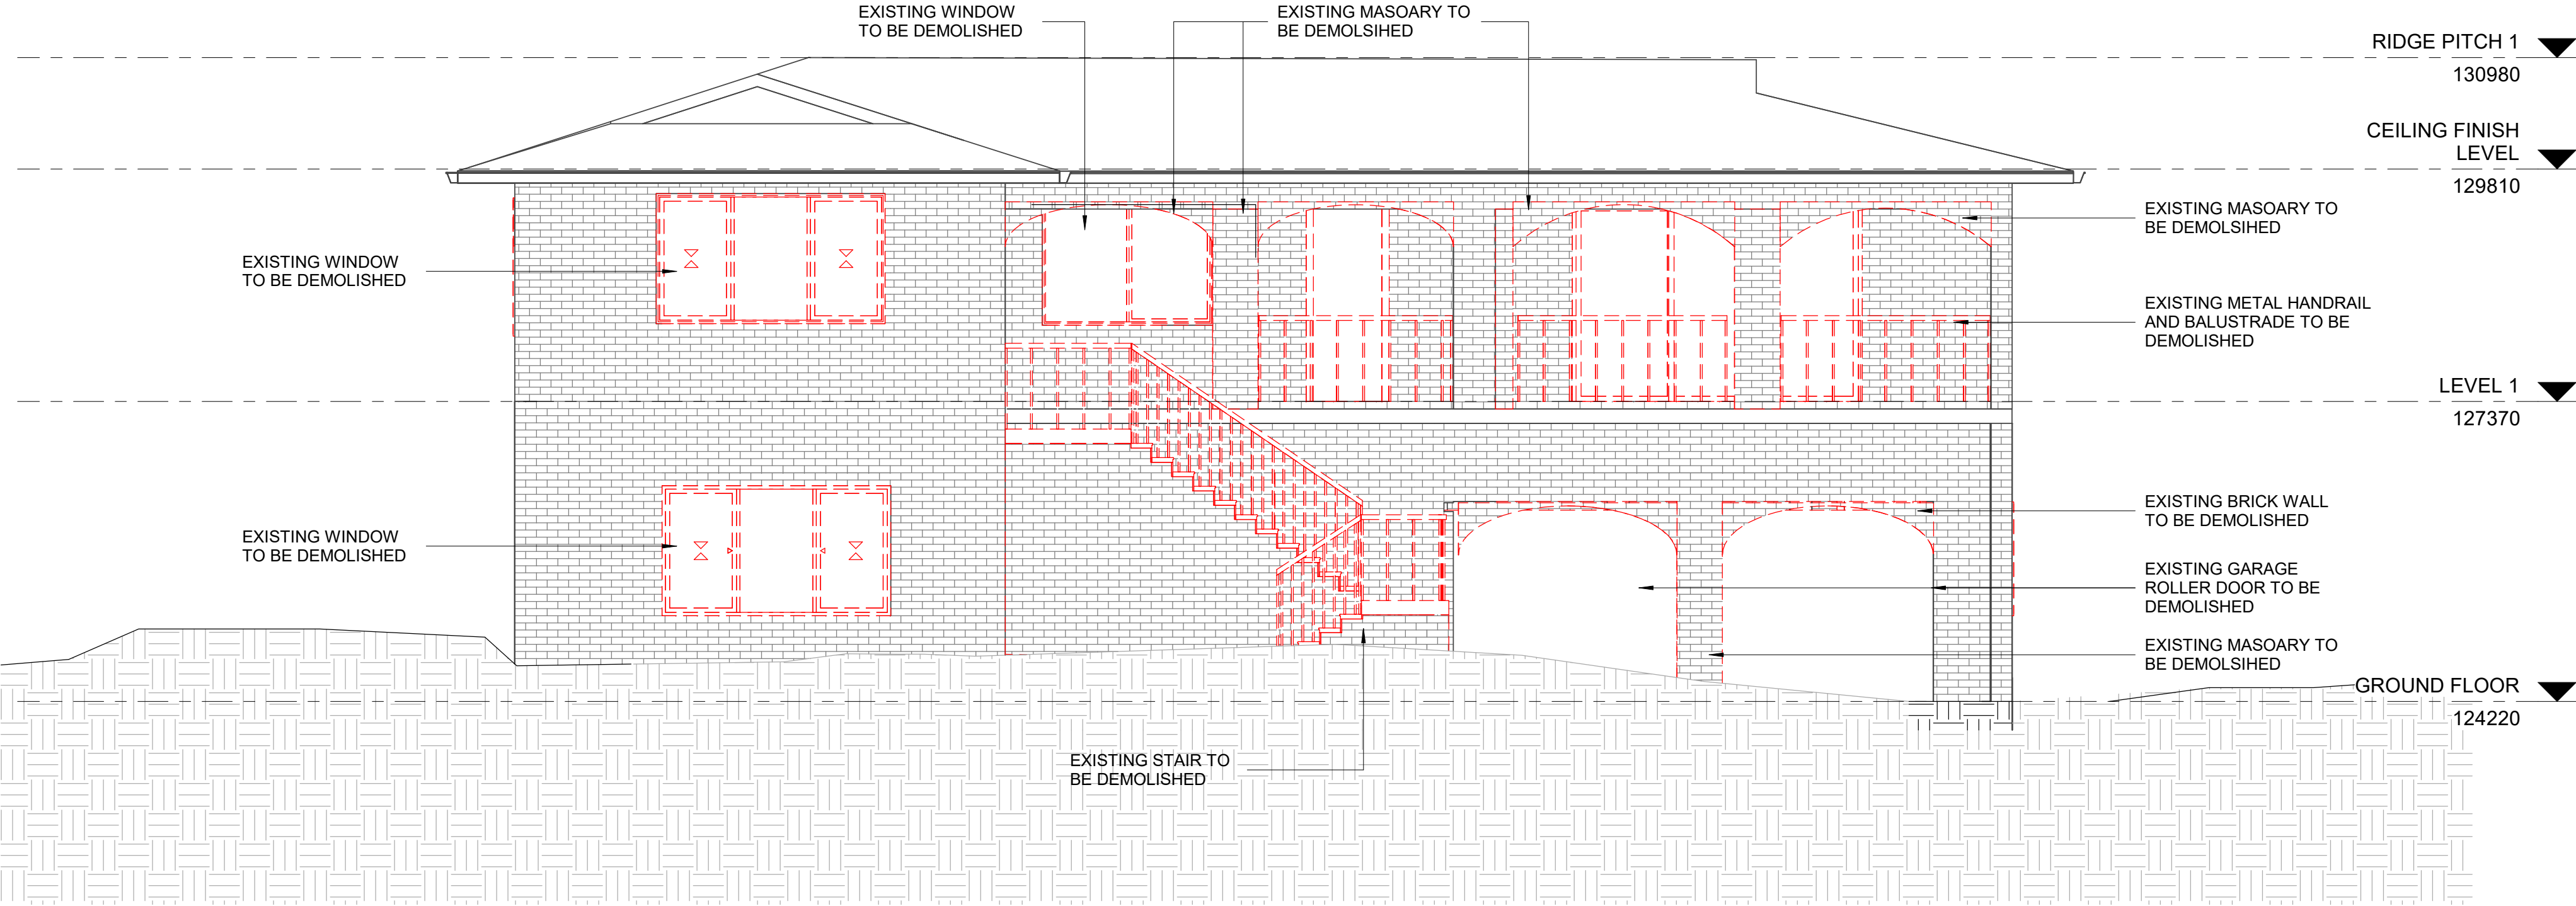 EXISTING WINDOW
TO BE DEMOLISHED
EXISTING MASOARY TO
BE DEMOLSIHED
RIDGE PITCH 1
130980
CEILING FINISH
LEVEL
129810
EXISTING MASOARY TO
BE DEMOLSIHED
EXISTING WINDOW
TO BE DEMOLISHED
EXISTING METAL HANDRAIL
AND BALUSTRADE TO BE
DEMOLISHED
LEVEL 1
127370
EXISTING BRICK WALL
TO BE DEMOLISHED
EXISTING WINDOW
TO BE DEMOLISHED
EXISTING GARAGE
ROLLER DOOR TO BE
DEMOLISHED
EXISTING MASOARY TO
BE DEMOLSIHED
GROUND FLOOR
124220
EXISTING STAIR TO
BE DEMOLISHED